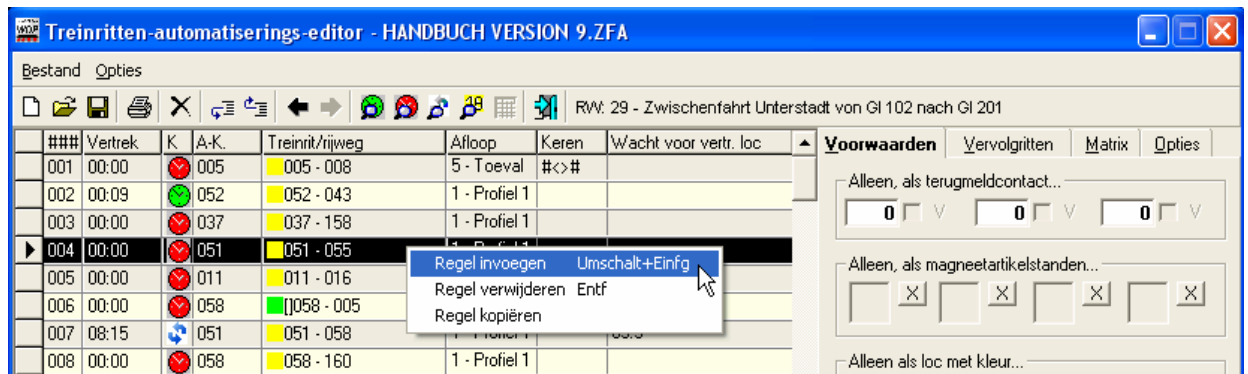 Treinritten-automatiserings-editor - HANDBUCH VERSION 9.ZFA
Bestand Opties
RW: 29 - Zwischenfahrt Unterstadt von Gl 102 nach Gl 201
### Vertrek K A-K. Treinrit/rijweg Afloop Keren Wacht voor vertr. loc
001 00:00 005 005 - 008 5 - Toeval #<>#
002 00:09 052 052 - 043 1 - Profiel 1
003 00:00 037 037 - 158 1 - Profiel 1
004 00:00 051 051 - 055
005 00:00 011 011 - 016
006 00:00 058 []058 - 005
007 08:15 051 051 - 058
008 00:00 058 058 - 160 1 - Profiel 1
Regel invoegen Umschalt+Einfg
Regel verwijderen Entf
Regel kopiëren
Voorwaarden Vervolgritten Matrix Opties
Alleen, als terugmeldcontact...
0 V 0 V 0 V
Alleen, als magneetartikelstanden...
X X X X
Alleen als loc met kleur...